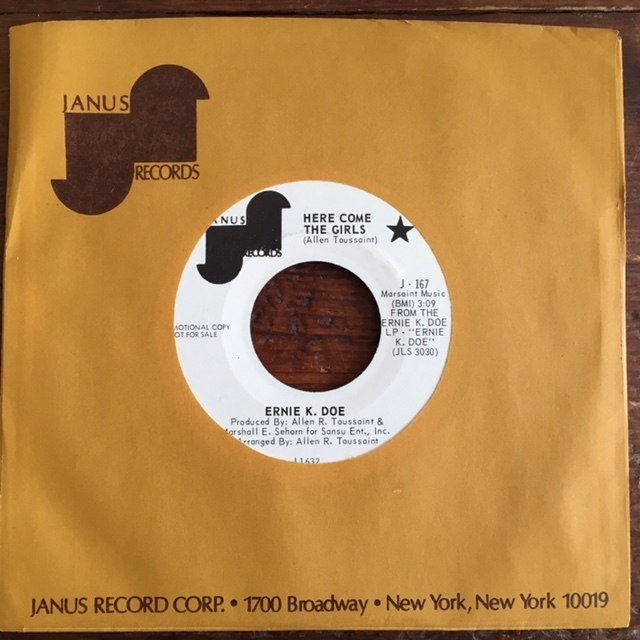 JANUS
RECORDS
JANUS
RECORDS
HERE COME
THE GIRLS
(Allen Toussaint)
J - 167
Marsaint Music
(BMI) 3:09
FROM THE
ERNIE K. DOE
LP - "ERNIE
K. DOE"
(JLS 3030)
MOTIONAL COPY
OT FOR SALE
ERNIE K. DOE
Produced By: Allen R. Toussaint &
Marshall E. Sehorn for Sansu Ent., Inc.
Arranged By: Allen R. Toussaint
J1632
JANUS RECORD CORP. • 1700 Broadway • New York, New York 10019